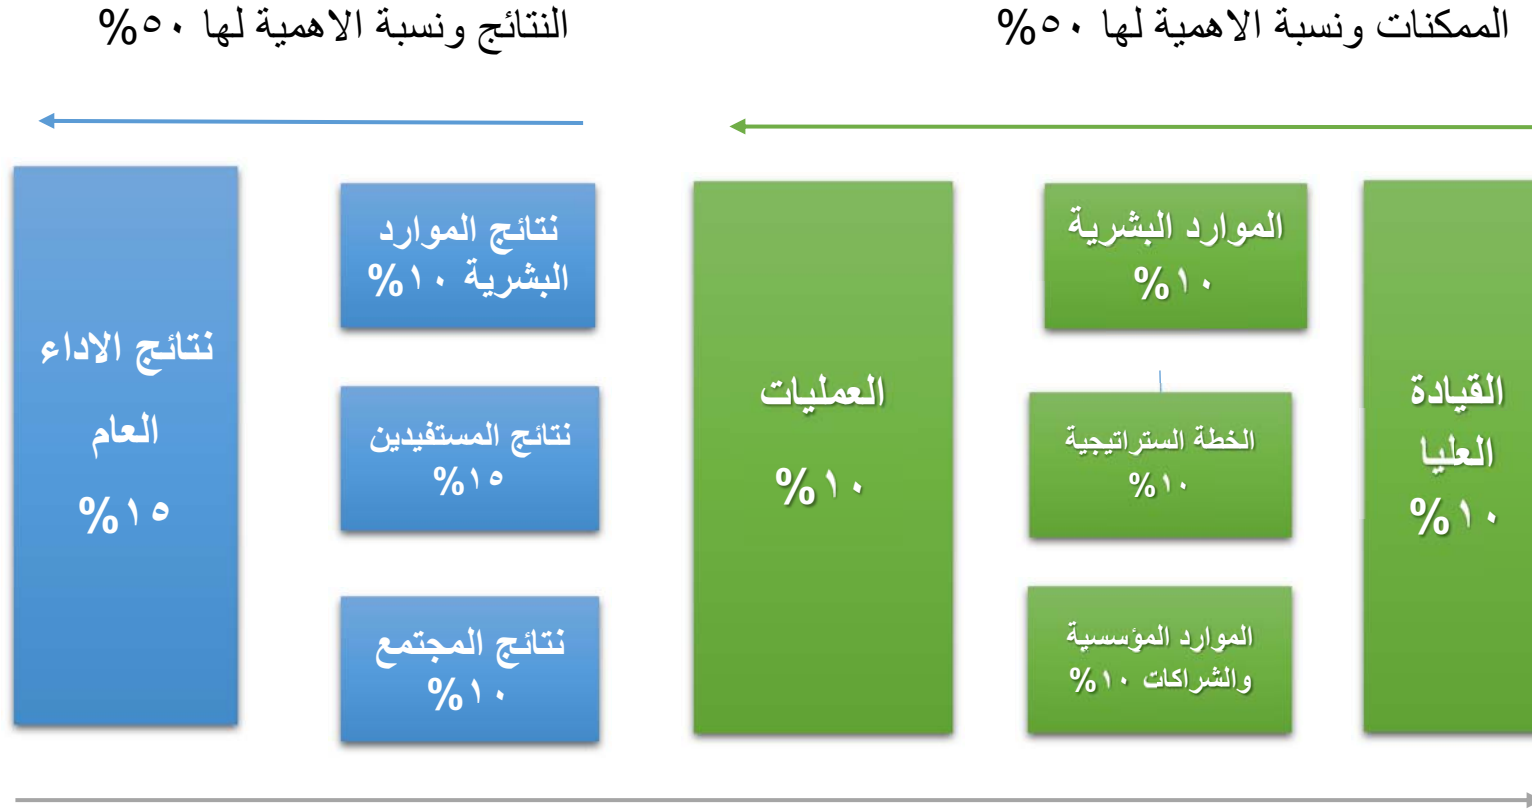 الممكنات ونسبة الاهمية لها ٥٠%
النتائج ونسبة الاهمية لها ٥٠%
القيادة
العليا
١٠%
الموارد البشرية
١٠%
الخطة الستراتيجية
١٠%
الموارد المؤسسية
والشراكات ١٠%
العمليات
١٠%
نتائج الموارد
البشرية ١٠%
نتائج المستفيدين
١٥%
نتائج المجتمع
١٠%
نتائج الاداء
العام
١٥%